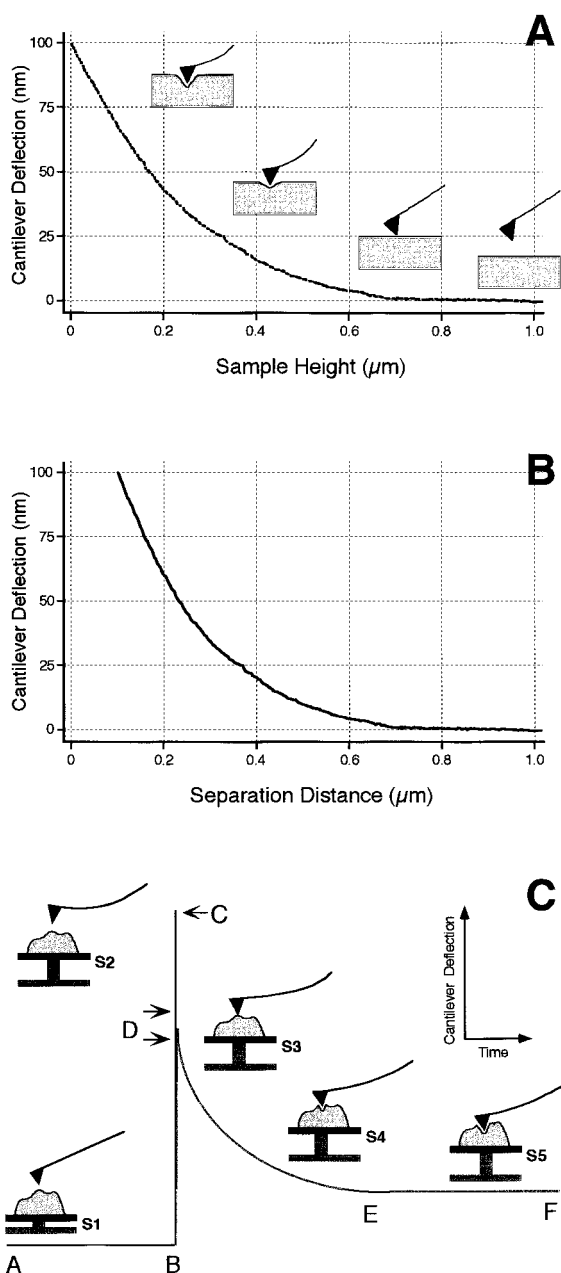 A
Cantilever Deflection (nm)
100
75
50
25
0
0 0.2 0.4 0.6 0.8 1.0
Sample Height (µm)
B
Cantilever Deflection (nm)
100
75
50
25
0
0 0.2 0.4 0.6 0.8 1.0
Separation Distance (µm)
C
C
S2
D
S3
Cantilever Deflection
Time
S4
S5
S1
E
F
A
B